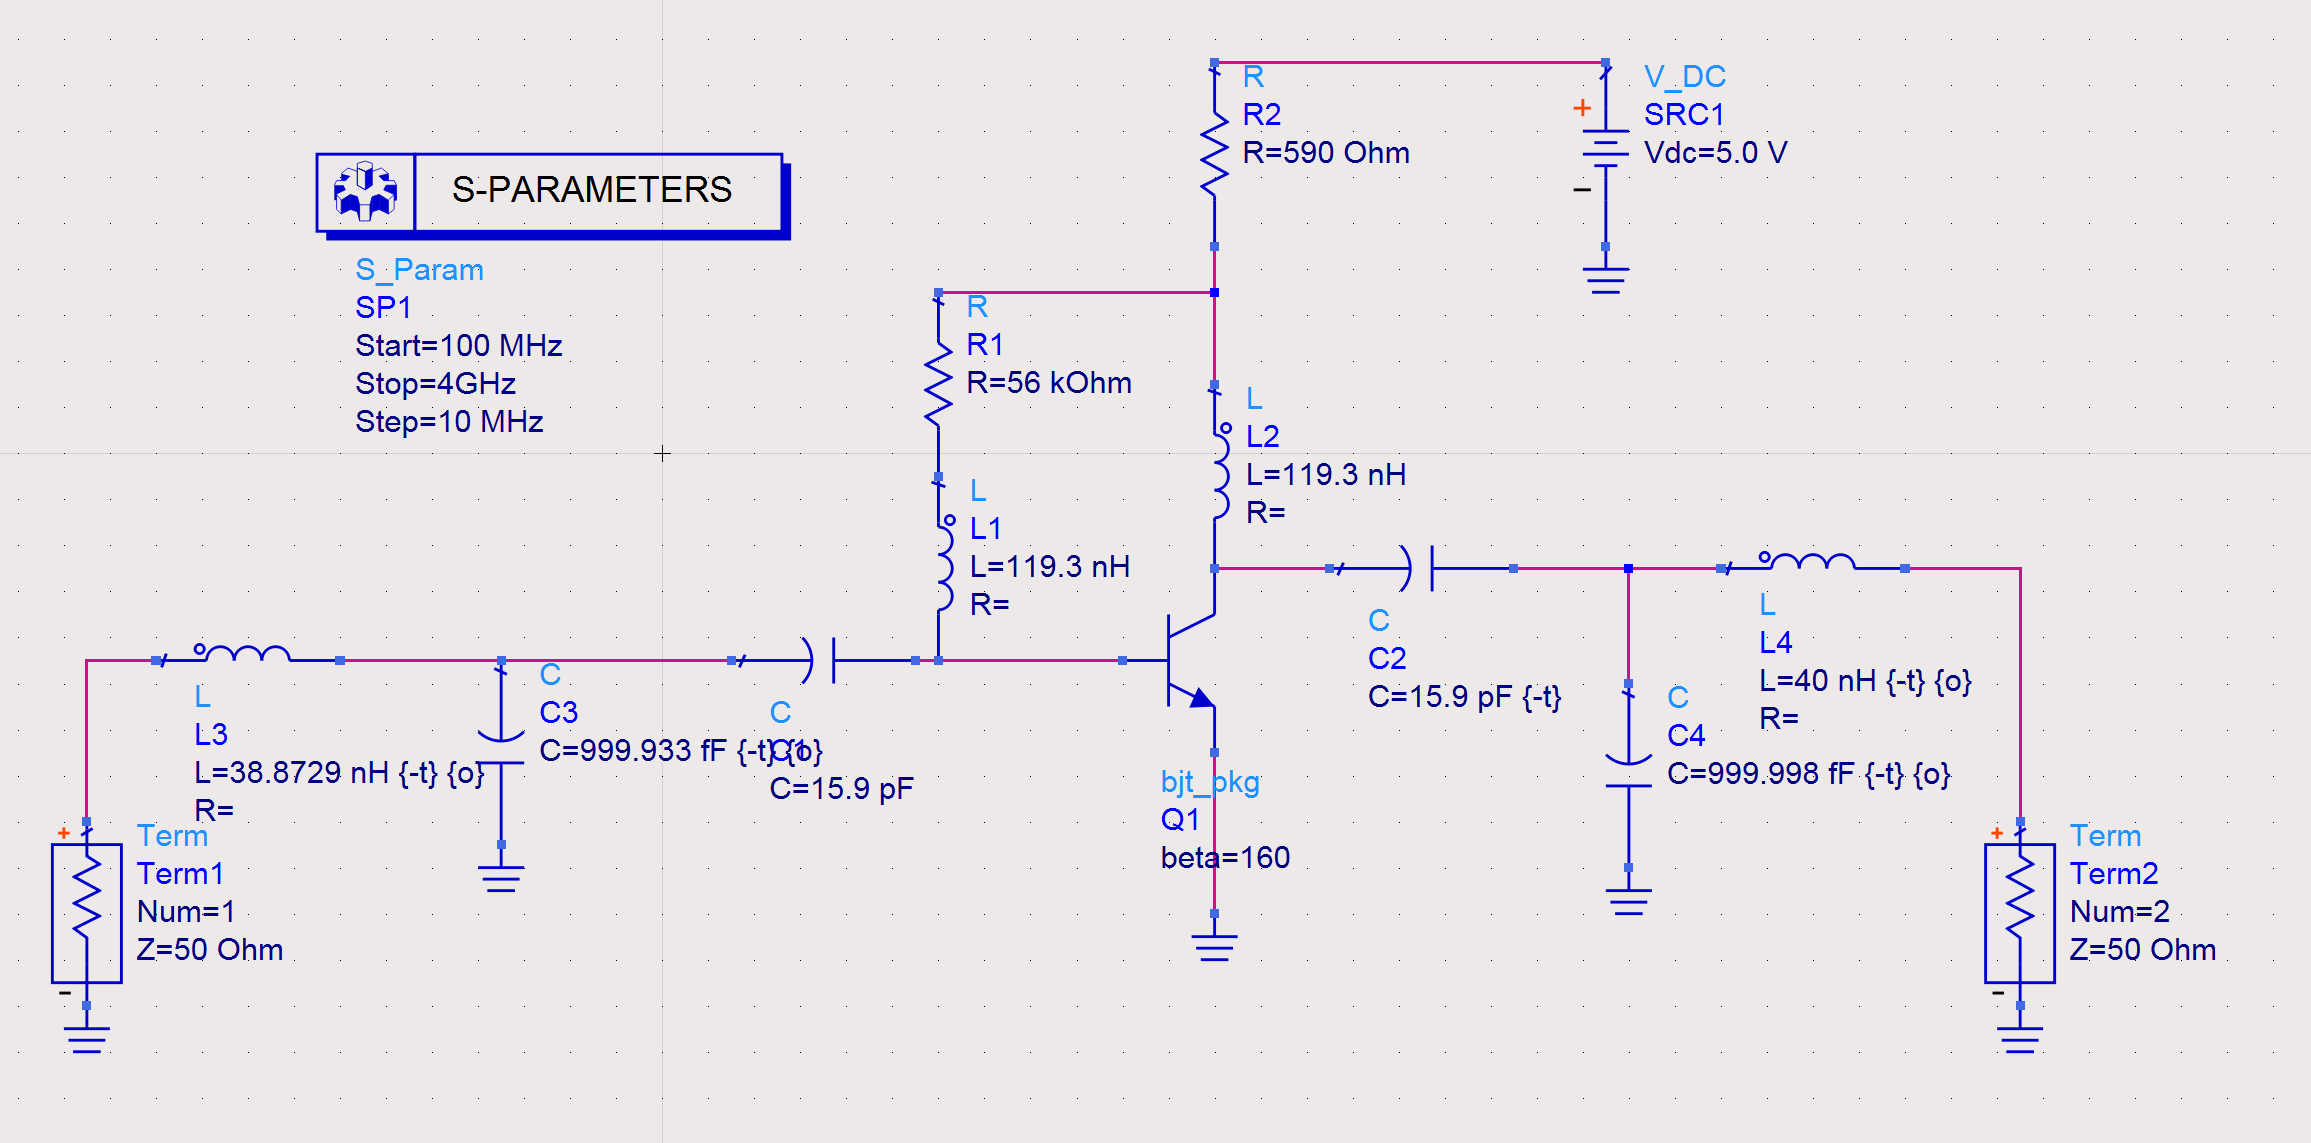 R
R2
R=590 Ohm
V_DC
SRC1
Vdc=5.0 V
+
−
S-PARAMETERS
S_Param
SP1
Start=100 MHz
Stop=4GHz
Step=10 MHz
R
R1
R=56 kOhm
L
L2
L=119.3 nH
R=
L
L1
L=119.3 nH
R=
L
L3
L=38.8729 nH {-t} {o}
R=
C
C3
C=999.933 fF {-t} {o}
C
C1
C=15.9 pF
C
C2
C=15.9 pF {-t}
L
L4
L=40 nH {-t} {o}
R=
C
C4
C=999.998 fF {-t} {o}
bjt_pkg
Q1
beta=160
+
Term
Term1
Num=1
Z=50 Ohm
-
+
Term
Term2
Num=2
Z=50 Ohm
-